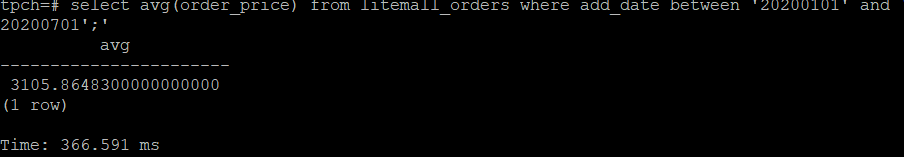 tpch=# select avg(order_price) from litemall_orders where add_date between '20200101' and '
20200701';'
avg
-----------------------
3105.8648300000000000
(1 row)
Time: 366.591 ms